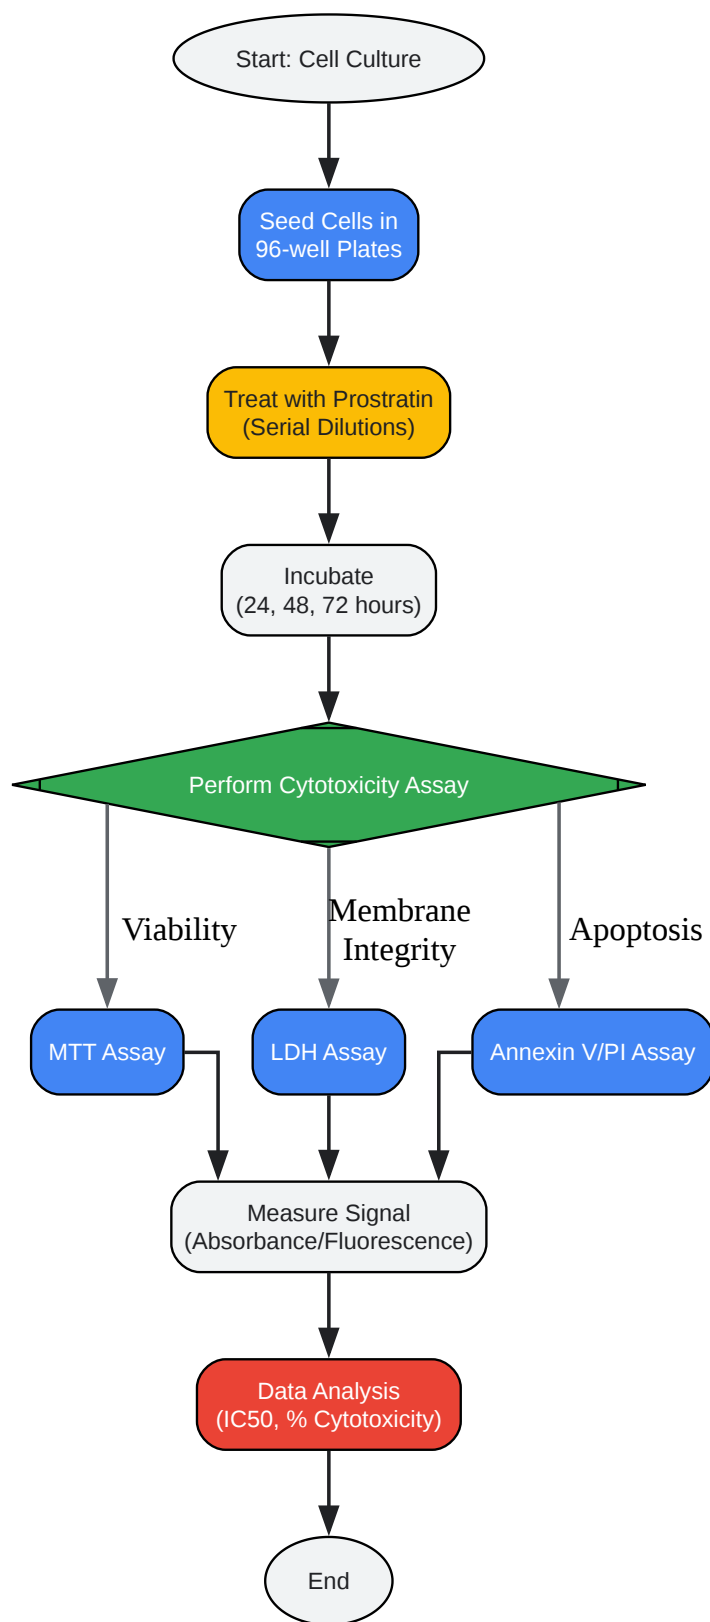 Start: Cell Culture
Seed Cells in
96-well Plates
Treat with Prostratin
(Serial Dilutions)
Incubate
(24, 48, 72 hours)
Perform Cytotoxicity Assay
Viability
Membrane
Integrity
Apoptosis
MTT Assay
LDH Assay
Annexin V/PI Assay
Measure Signal
(Absorbance/Fluorescence)
Data Analysis
(IC50, % Cytotoxicity)
End